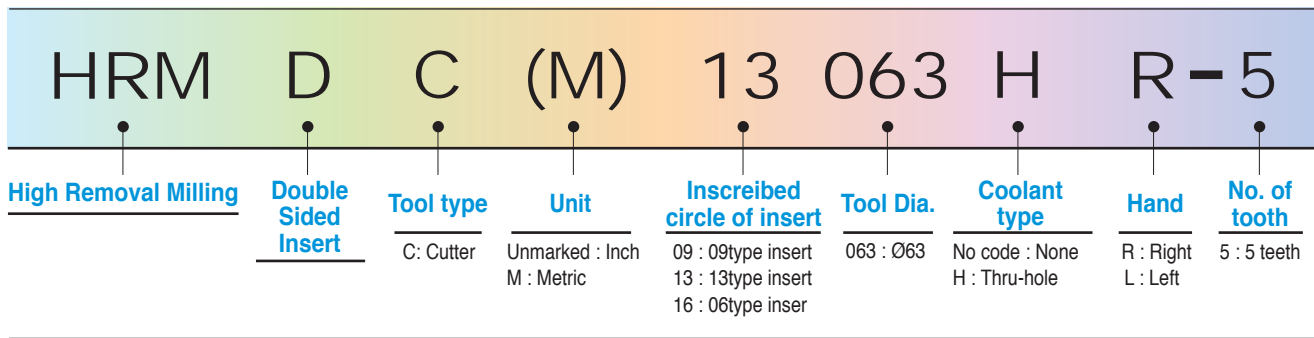 HRM D C (M) 13 063 H R - 5
High Removal Milling
Double
Sided
Insert
Tool type
C: Cutter
Unit
Unmarked : Inch
M : Metric
Inscreibed
circle of insert
09 : 09type insert
13 : 13type insert
16 : 06type inser
Tool Dia.
063 : Ø63
Coolant
type
No code : None
H : Thru-hole
Hand
R : Right
L : Left
No. of
tooth
5 : 5 teeth